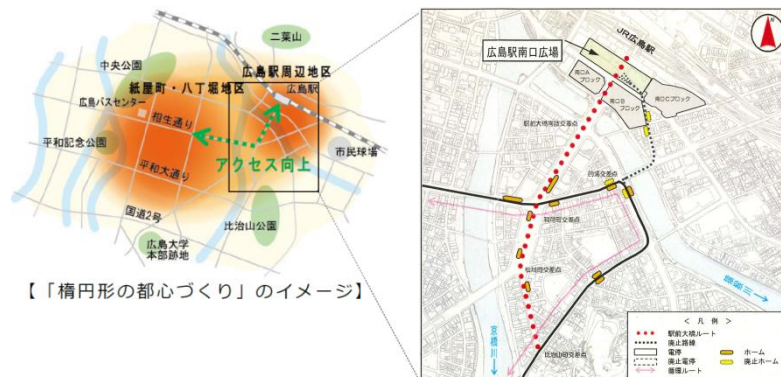 二葉山
中央公園
広島駅周辺地区
紙屋町・八丁堀地区
広島駅
広島バスセンター
相生通り
平和記念公園
アクセス向上
市民球場
平和大通り
国道2号
比治山公園
広島大学
本部跡地
【「楕円形の都心づくり」のイメージ】
JR広島駅
広島駅南口広場
南口A
ブロック
南口B
ブロック
南口Cブロック
的場町交差点
稲荷町交差点
松川町交差点
比治山町交差点
京橋川
猿猴川
<凡例>
駅前大橋ルート
廃止路線
電停
ホーム
廃止電停
廃止ホーム
循環ルート